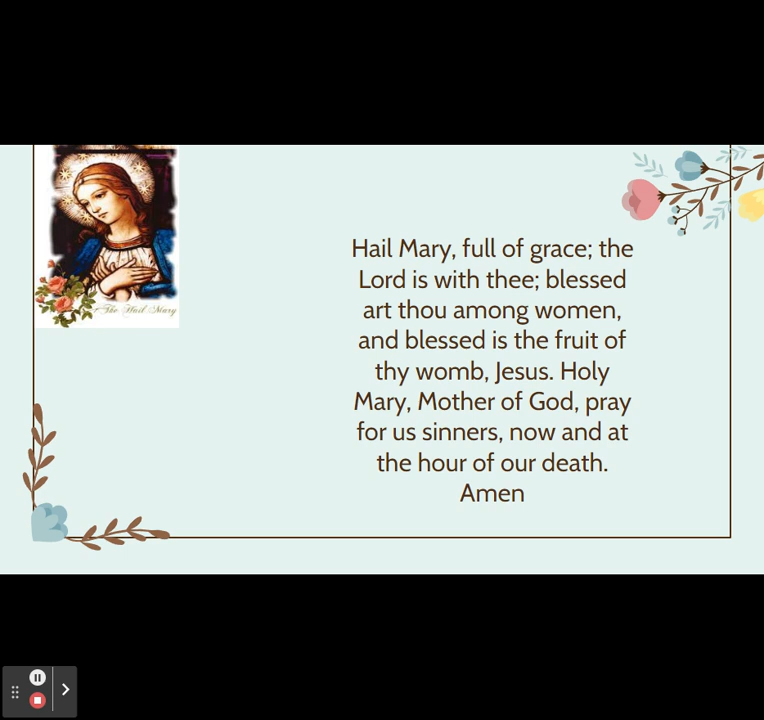 The Hail Mary
Hail Mary, full of grace; the
Lord is with thee; blessed
art thou among women,
and blessed is the fruit of
thy womb, Jesus. Holy
Mary, Mother of God, pray
for us sinners, now and at
the hour of our death.
Amen